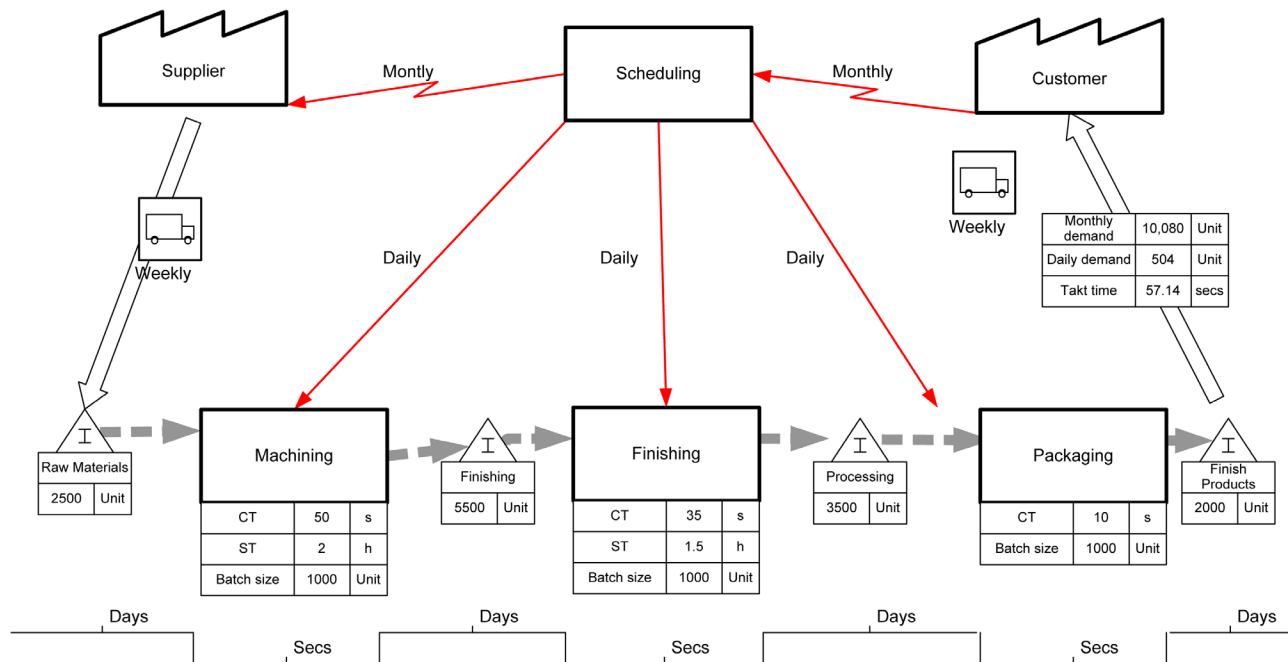 Supplier
Montly
Scheduling
Monthly
Customer
Weekly
Weekly
Monthly demand 10,080 Unit
Daily demand 504 Unit
Takt time 57.14 secs
Daily
Daily
Daily
I
Raw Materials
2500 Unit
Machining
CT 50 s
ST 2 h
Batch size 1000 Unit
I
Finishing
5500 Unit
Finishing
CT 35 s
ST 1.5 h
Batch size 1000 Unit
I
Processing
3500 Unit
Packaging
CT 10 s
Batch size 1000 Unit
I
Finish
Products
2000 Unit
Days
Secs
Days
Secs
Days
Secs
Days